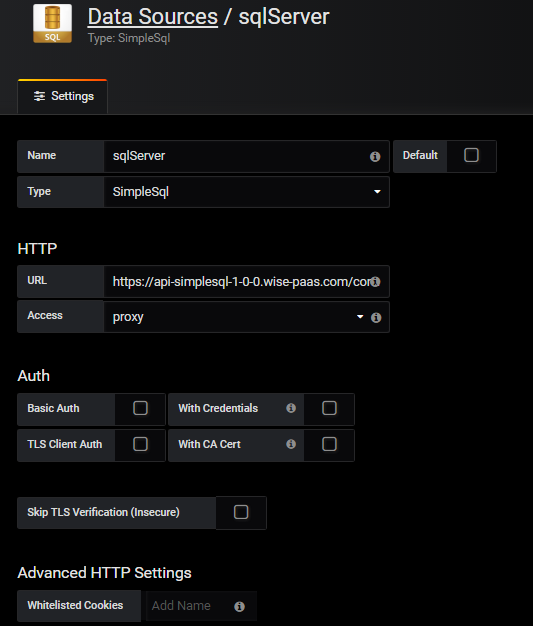 SQL
Data Sources / sqlServer
Type: SimpleSql
Settings
Name sqlServer Default
Type SimpleSql
HTTP
URL https://api-simplesql-1-0-0.wise-paas.com/con
Access proxy
Auth
Basic Auth With Credentials
TLS Client Auth With CA Cert
Skip TLS Verification (Insecure)
Advanced HTTP Settings
Whitelisted Cookies Add Name